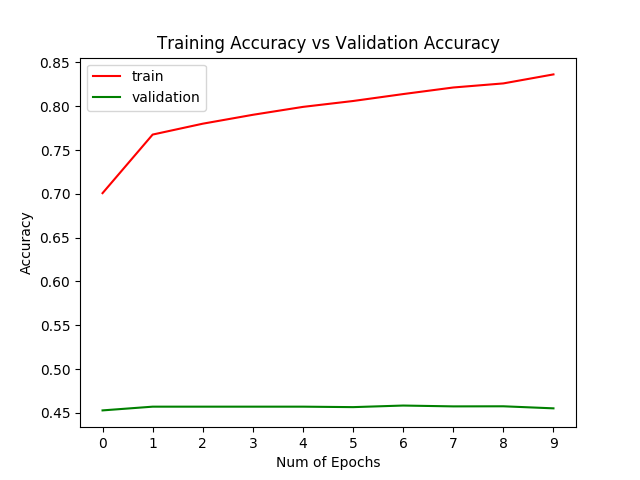 Training Accuracy vs Validation Accuracy
train
validation
0.85
0.80
0.75
0.70
0.65
0.60
0.55
0.50
0.45
Accuracy
0 1 2 3 4 5 6 7 8 9
Num of Epochs